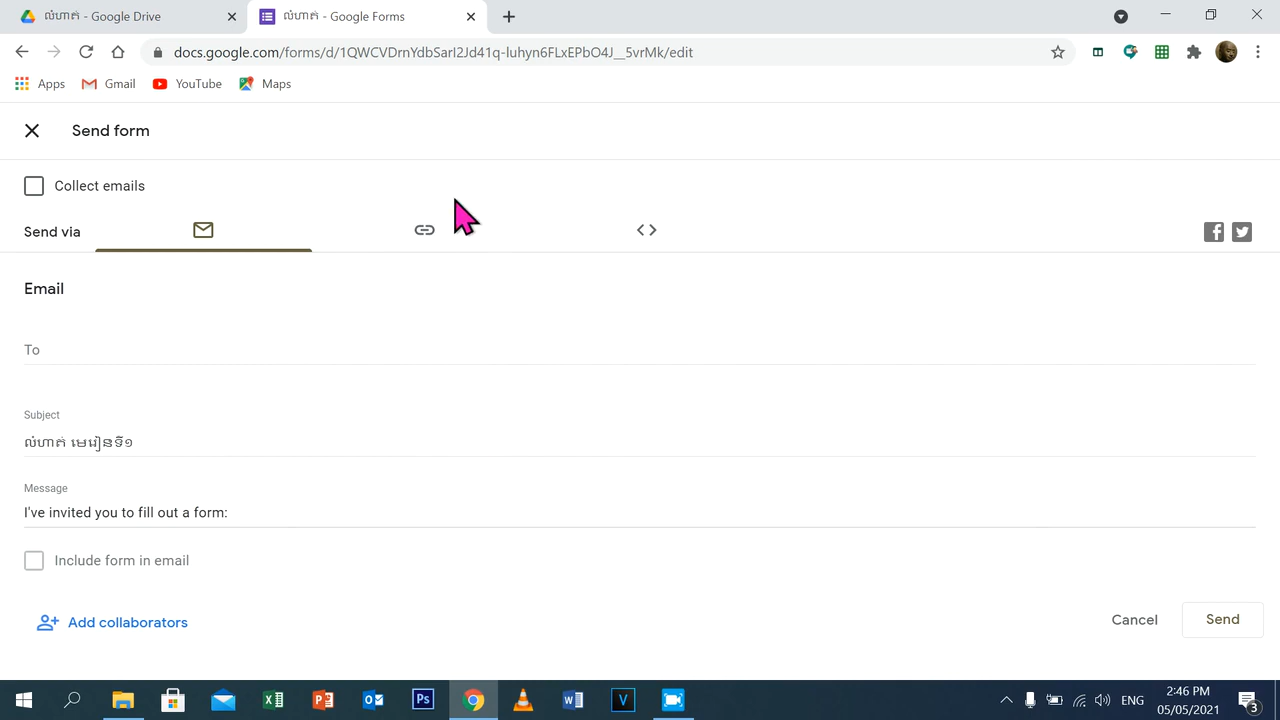 លំហាត់ - Google Drive
លំហាត់ - Google Forms
docs.google.com/forms/d/1QWCVDrnYdbSarI2Jd41q-Iuhyn6FLxEPbO4J__5vrMk/edit
Apps
Gmail
YouTube
Maps
Send form
Collect emails
Send via
Email
To
Subject
លំហាត់ មេរៀនទី១
Message
I've invited you to fill out a form:
Include form in email
Add collaborators
Cancel
Send
ENG
2:46 PM
05/05/2021
3